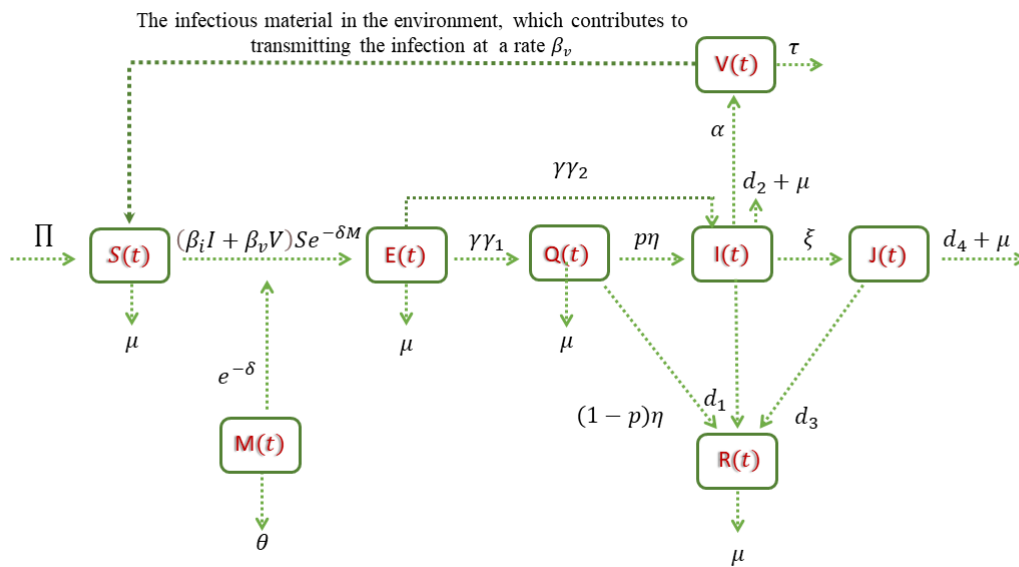 The infectious material in the environment, which contributes to
transmitting the infection at a rate βᵥ
V(t)
τ
α
γγ₂
d₂ + μ
∏
S(t)
(βᵢI + βᵥV)Se^{−δM}
E(t)
γγ₁
Q(t)
pη
I(t)
ξ
J(t)
d₄ + μ
μ
μ
μ
e^{−δ}
(1 − p)η
d₁
d₃
M(t)
R(t)
θ
μ